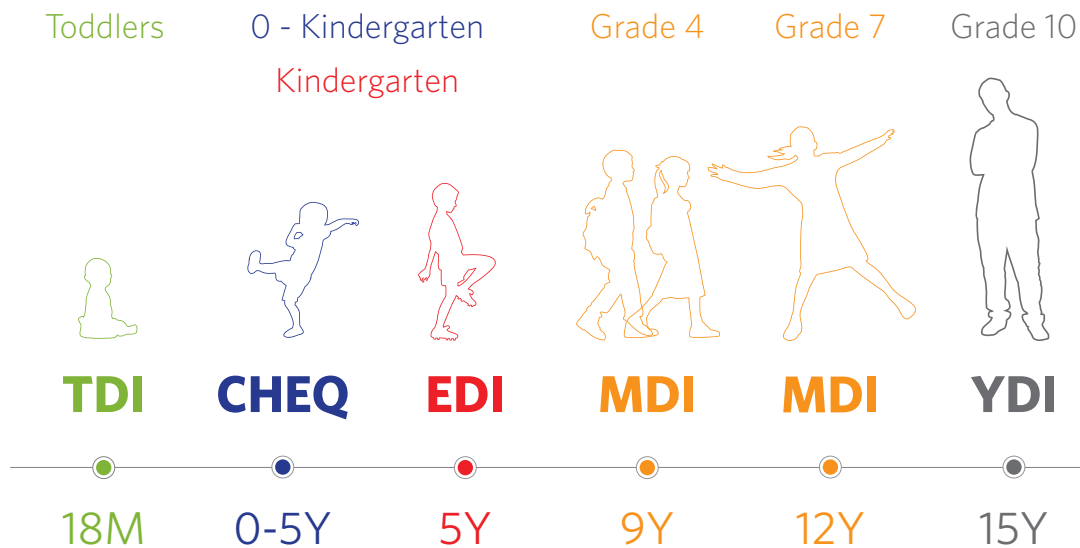 Toddlers
0 - Kindergarten
Kindergarten
Grade 4
Grade 7
Grade 10
TDI
CHEQ
EDI
MDI
MDI
YDI
18M
0-5Y
5Y
9Y
12Y
15Y